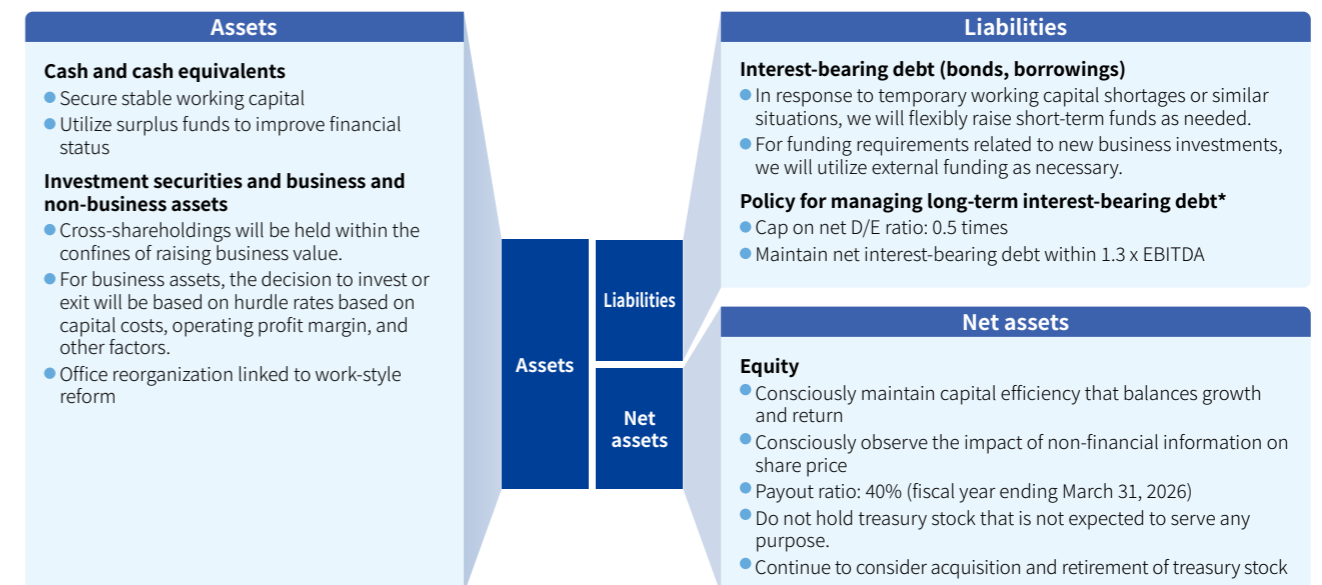 Assets
Cash and cash equivalents
● Secure stable working capital
● Utilize surplus funds to improve financial
status
Investment securities and business and
non-business assets
● Cross-shareholdings will be held within the
confines of raising business value.
● For business assets, the decision to invest or
exit will be based on hurdle rates based on
capital costs, operating profit margin, and
other factors.
● Office reorganization linked to work-style
reform
Assets
Liabilities
Net
assets
Liabilities
Interest-bearing debt (bonds, borrowings)
● In response to temporary working capital shortages or similar
situations, we will flexibly raise short-term funds as needed.
● For funding requirements related to new business investments,
we will utilize external funding as necessary.
Policy for managing long-term interest-bearing debt*
● Cap on net D/E ratio: 0.5 times
● Maintain net interest-bearing debt within 1.3 x EBITDA
Net assets
Equity
● Consciously maintain capital efficiency that balances growth
and return
● Consciously observe the impact of non-financial information on
share price
● Payout ratio: 40% (fiscal year ending March 31, 2026)
● Do not hold treasury stock that is not expected to serve any
purpose.
● Continue to consider acquisition and retirement of treasury stock